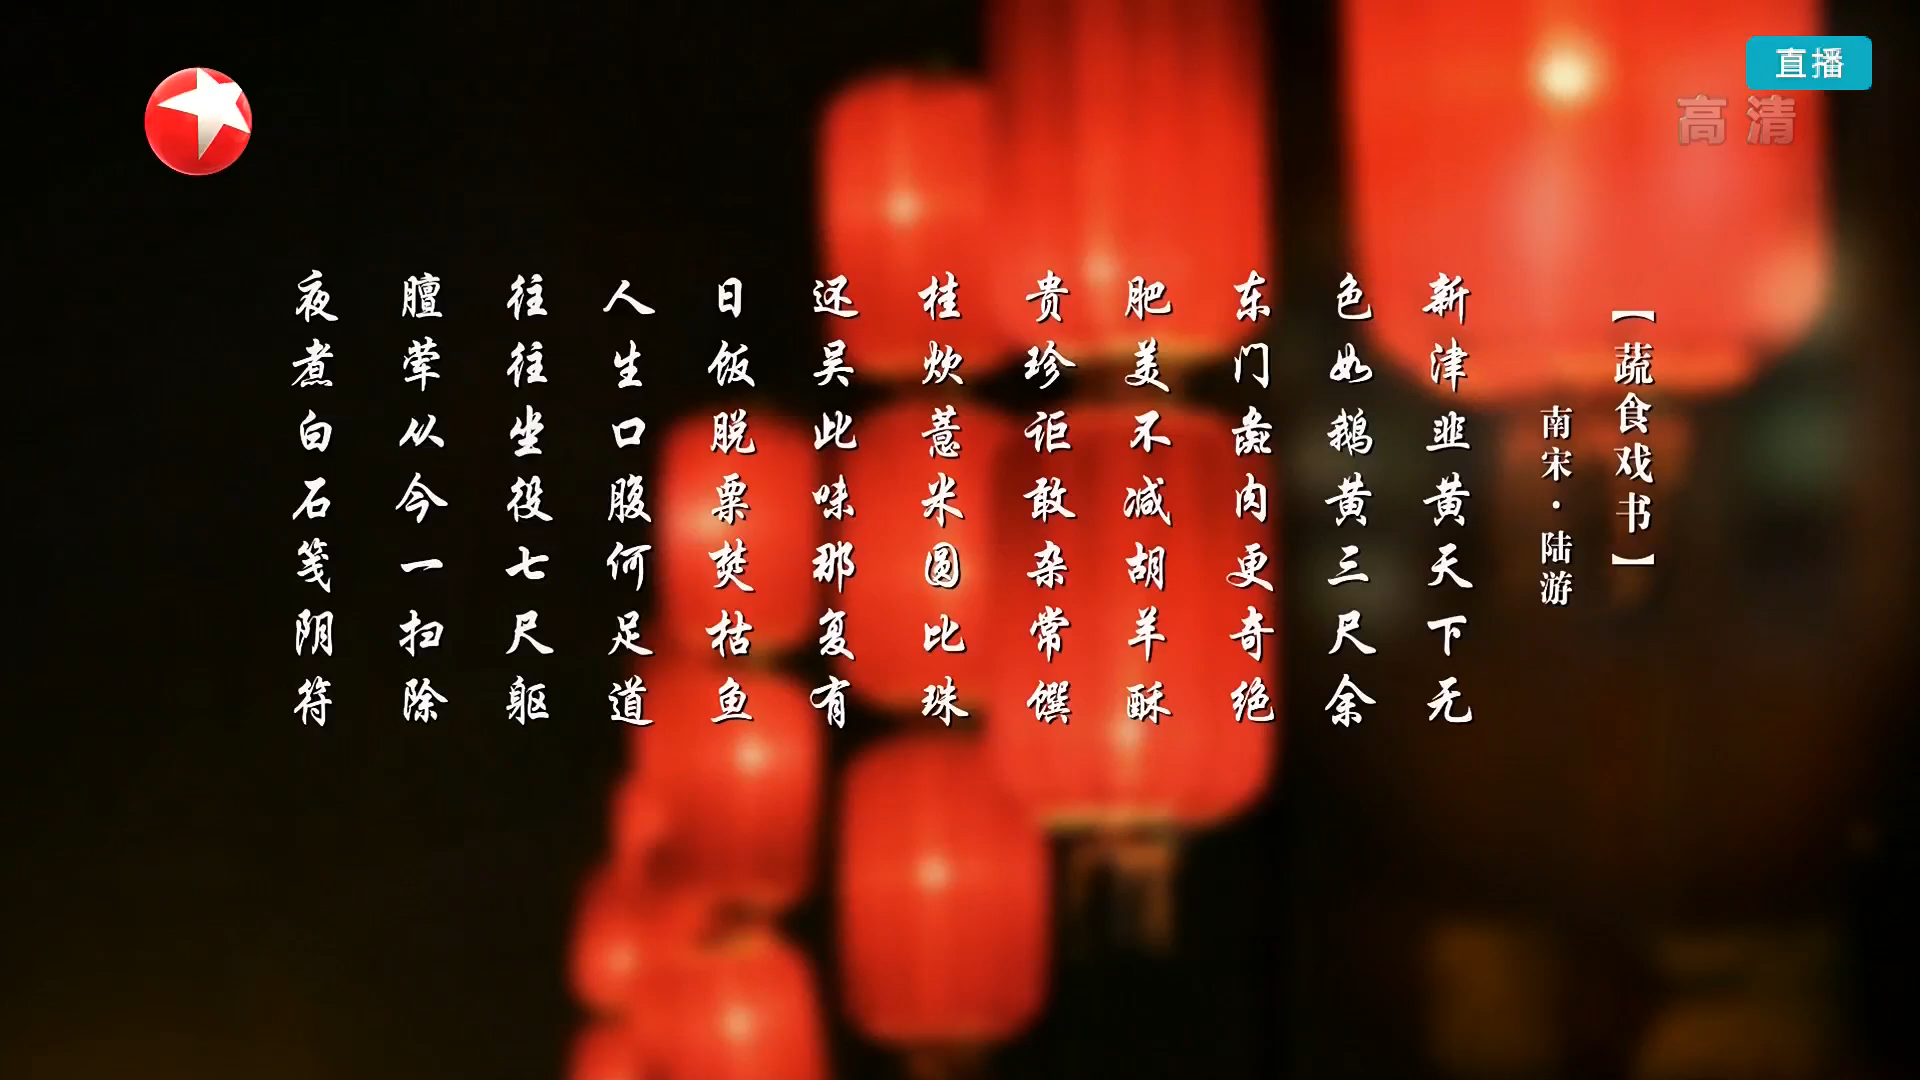 直播
高清
【蔬食戏书】
南宋·陆游
新津韭黄天下无
色如鹅黄三尺余
东门彘肉更奇绝
肥美不减胡羊酥
贵珍讵敢杂常馔
桂炊薏米圆比珠
还吴此味那复有
日饭脱粟焚枯鱼
人生口腹何足道
往往坐役七尺躯
膻荤从今一扫除
夜煮白石笺阴符